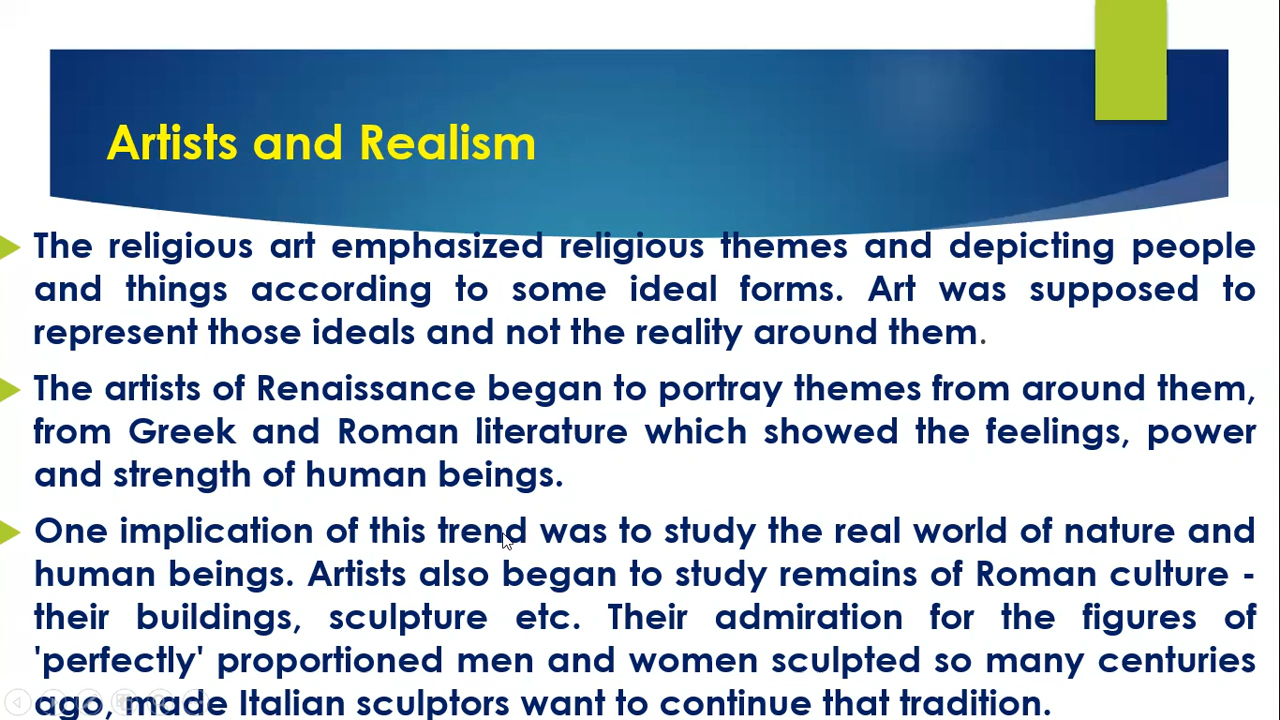 Artists and Realism
The religious art emphasized religious themes and depicting people
and things according to some ideal forms. Art was supposed to
represent those ideals and not the reality around them.
The artists of Renaissance began to portray themes from around them,
from Greek and Roman literature which showed the feelings, power
and strength of human beings.
One implication of this trend was to study the real world of nature and
human beings. Artists also began to study remains of Roman culture -
their buildings, sculpture etc. Their admiration for the figures of
'perfectly' proportioned men and women sculpted so many centuries
ago, made Italian sculptors want to continue that tradition.